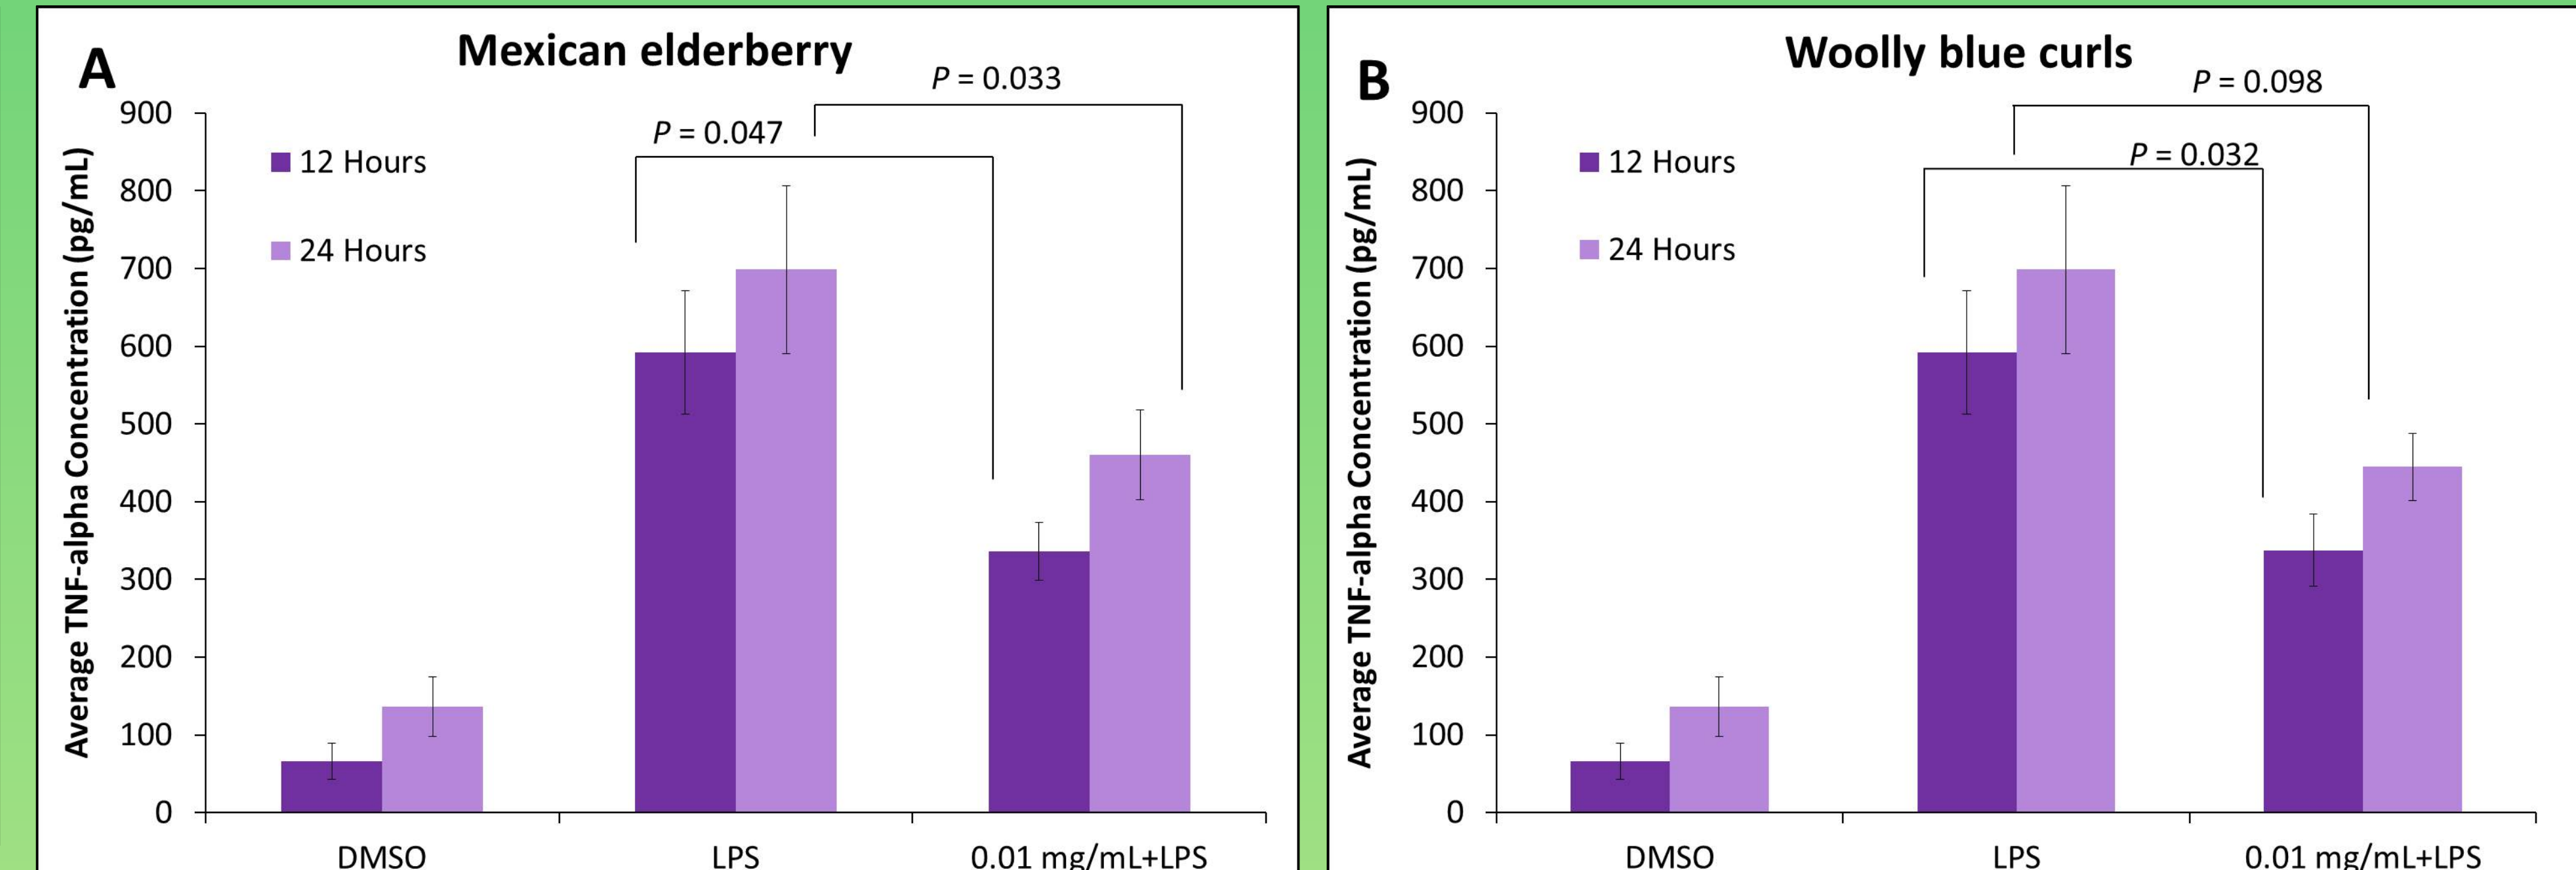 A
Mexican elderberry
P = 0.033
P = 0.047
12 Hours
24 Hours
Average TNF-alpha Concentration (pg/mL)
900
800
700
600
500
400
300
200
100
0
DMSO
LPS
0.01 mg/mL+LPS
B
Woolly blue curls
P = 0.098
P = 0.032
12 Hours
24 Hours
Average TNF-alpha Concentration (pg/mL)
900
800
700
600
500
400
300
200
100
0
DMSO
LPS
0.01 mg/mL+LPS